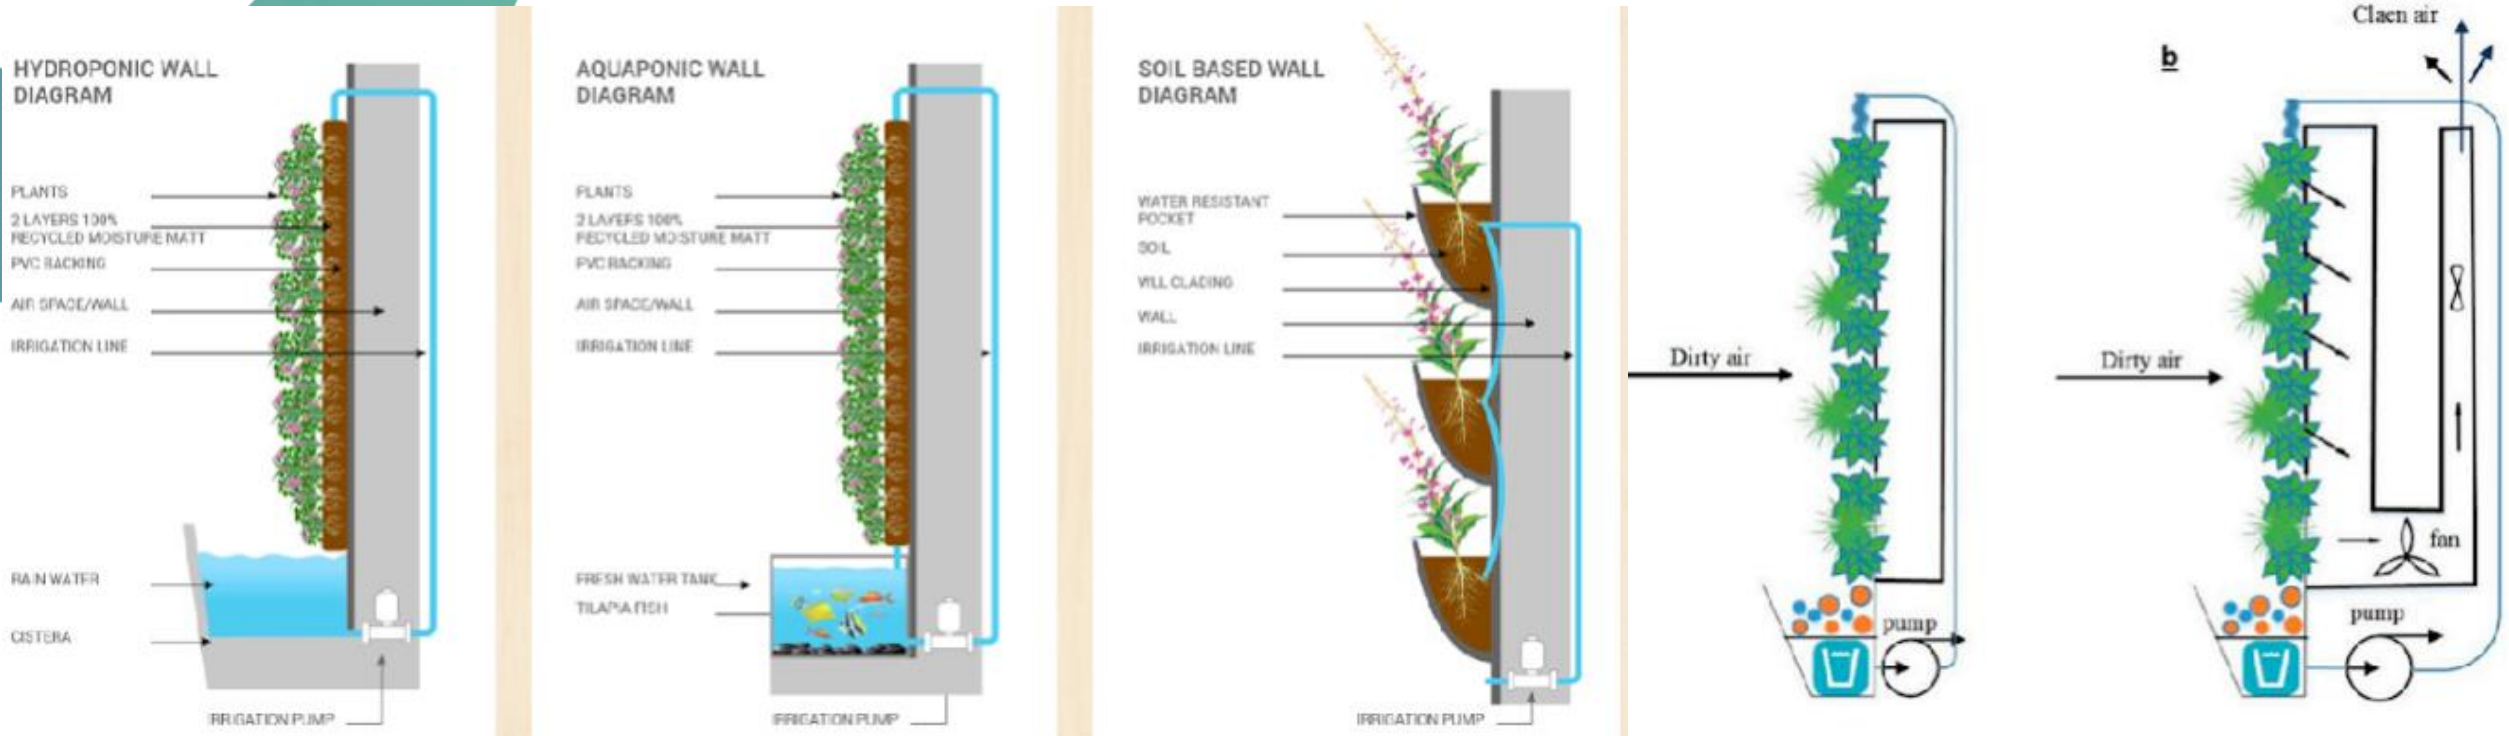 HYDROPONIC WALL
DIAGRAM
PLANTS
2 LAYERS 100%
RECYCLED MOISTURE MATT
PVC BACKING
AIR SPACE/WALL
IRRIGATION LINE
RAIN WATER
CISTERA
IRRIGATION PUMP
AQUAPONIC WALL
DIAGRAM
PLANTS
2 LAYERS 100%
RECYCLED MOISTURE MATT
PVC BACKING
AIR SPACE/WALL
IRRIGATION LINE
FRESH WATER TANK
TILAPIA FISH
IRRIGATION PUMP
SOIL BASED WALL
DIAGRAM
WATER RESISTANT
POCKET
SOIL
VILL CLADING
WALL
IRRIGATION LINE
IRRIGATION PUMP
Dirty air
pump
b
Claen air
Dirty air
fan
pump